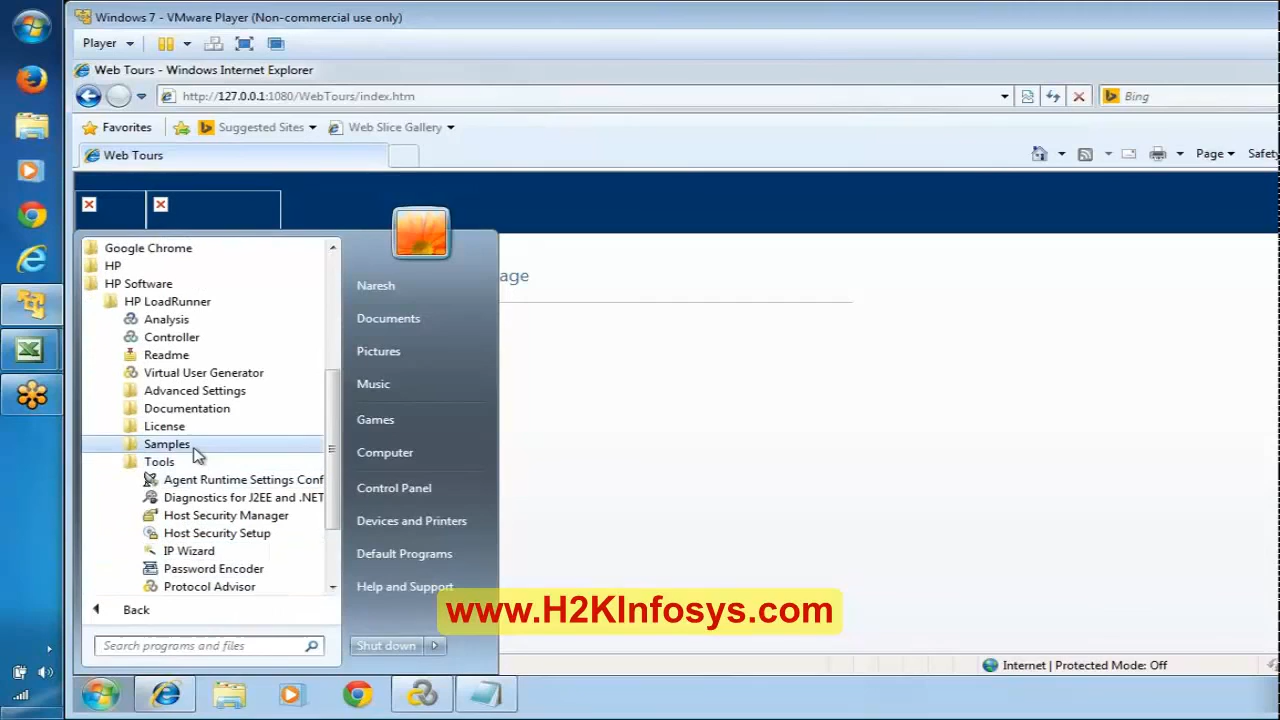 Windows 7 - VMware Player (Non-commercial use only)
Player
Web Tours - Windows Internet Explorer
http://127.0.0.1:1080/WebTours/index.htm
Bing
Favorites
Suggested Sites
Web Slice Gallery
Web Tours
Page
Safety
age
Google Chrome
HP
HP Software
HP LoadRunner
Analysis
Controller
Readme
Virtual User Generator
Advanced Settings
Documentation
License
Samples
Tools
Agent Runtime Settings Conf
Diagnostics for J2EE and .NET
Host Security Manager
Host Security Setup
IP Wizard
Password Encoder
Protocol Advisor
Back
Search programs and files
Naresh
Documents
Pictures
Music
Games
Computer
Control Panel
Devices and Printers
Default Programs
Help and Support
Shut down
www.H2KInfosys.com
Internet | Protected Mode: Off